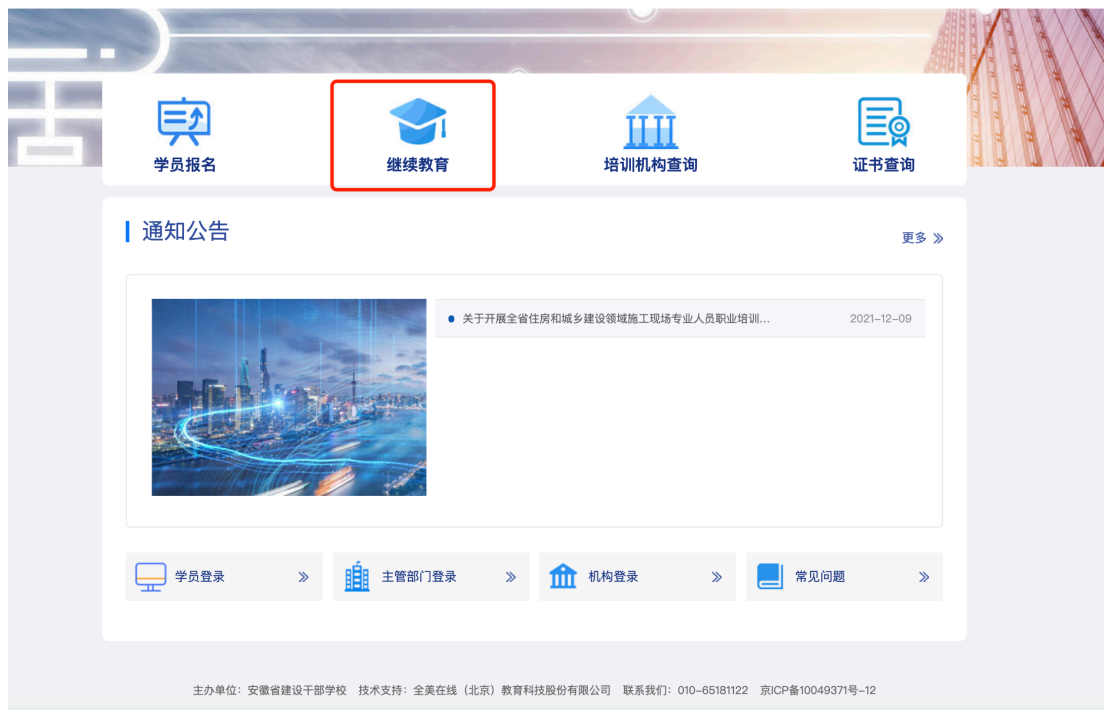 学员报名
继续教育
培训机构查询
证书查询
通知公告
更多
关于开展全省住房和城乡建设领域施工现场专业人员职业培训...
2021-12-09
学员登录
主管部门登录
机构登录
常见问题
主办单位：安徽省建设干部学校 技术支持：全美在线（北京）教育科技股份有限公司 联系我们：010-65181122 京ICP备10049371号-12